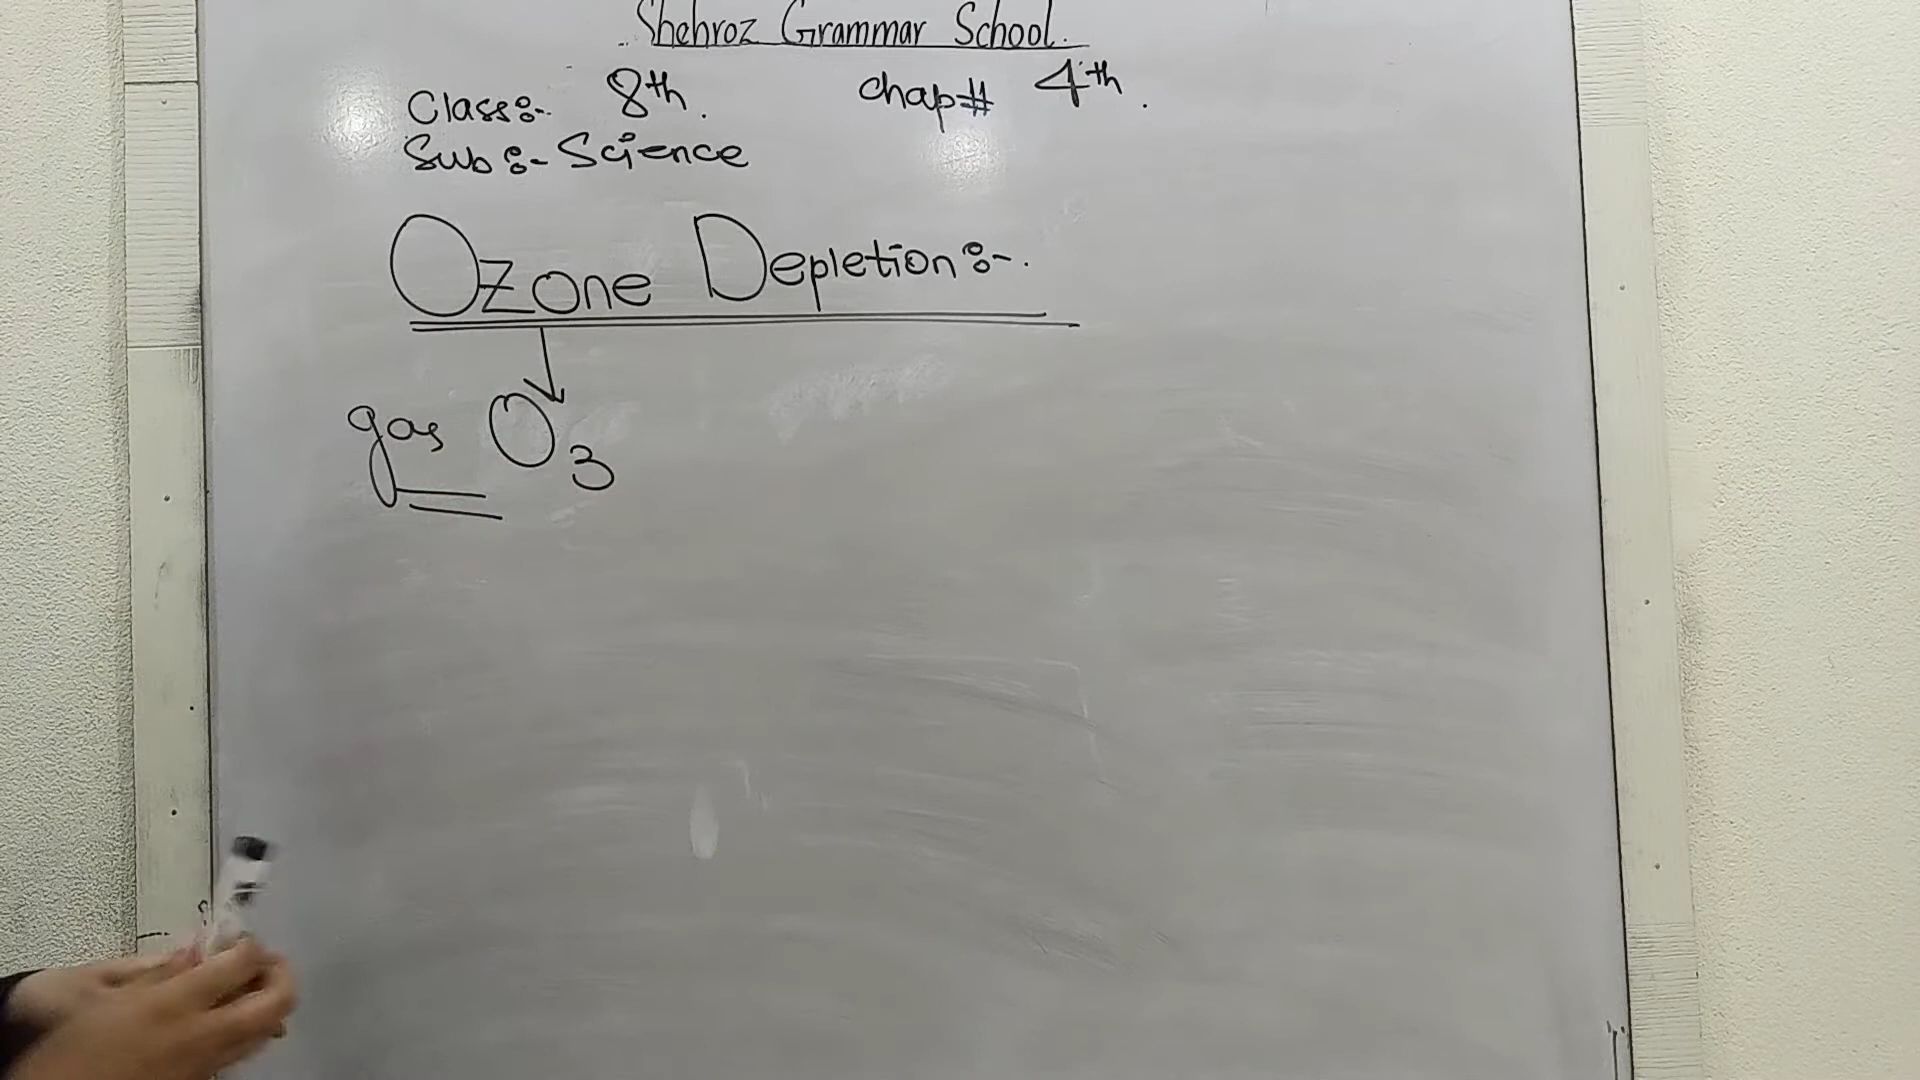 Shehroz Grammar School.
Class:- 8th. Chap# 4th.
Sub:- Science
Ozone Depletion:-.
gas O3